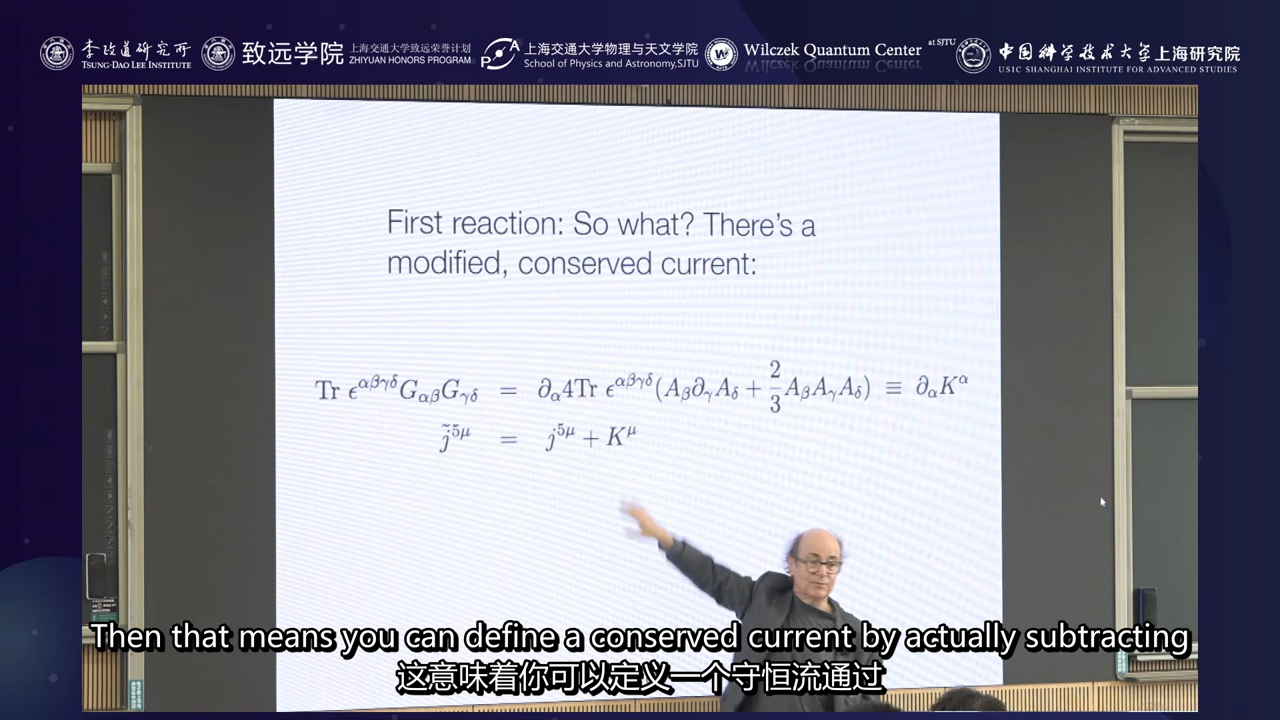 李政道研究所
TSUNG-DAO LEE INSTITUTE
致远学院
上海交通大学致远荣誉计划
ZHIYUAN HONORS PROGRAM
上海交通大学物理与天文学院
School of Physics and Astronomy,SJTU
Wilczek Quantum Center
at SJTU
中国科学技术大学上海研究院
USTC SHANGHAI INSTITUTE FOR ADVANCED STUDIES
First reaction: So what? There's a
modified, conserved current:
Tr ϵ^{αβγδ}G_{αβ}G_{γδ} = ∂_α4Tr ϵ^{αβγδ}(A_β∂_γA_δ + \frac{2}{3}A_βA_γA_δ) ≡ ∂_αK^α
\tilde{j}^{5μ} = j^{5μ} + K^μ
Then that means you can define a conserved current by actually subtracting
这意味着你可以定义一个守恒流通过